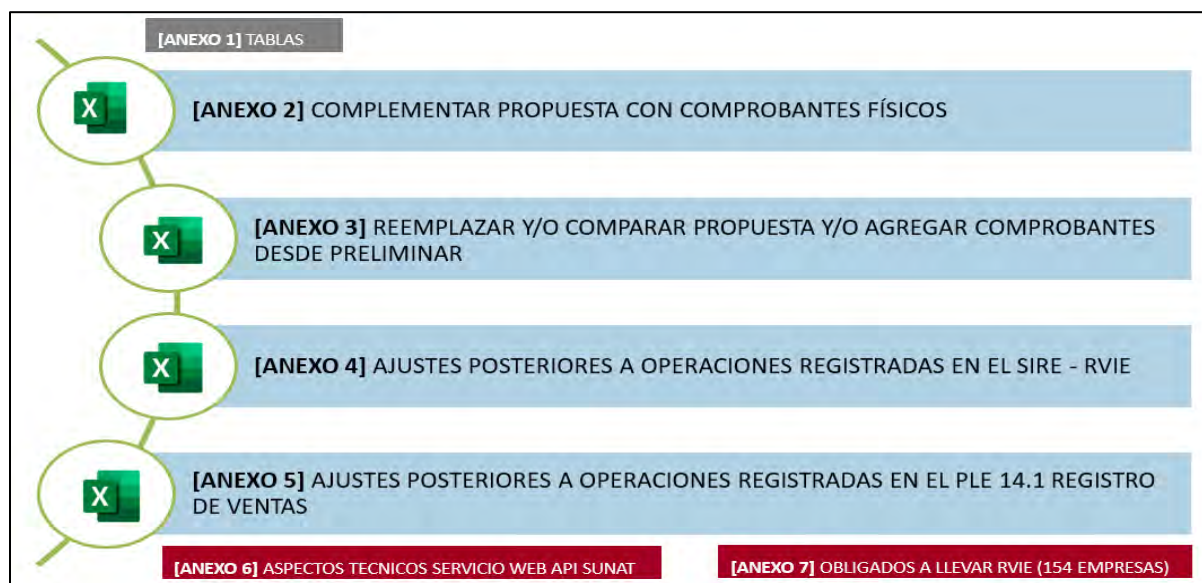 [ANEXO 1] TABLAS
[ANEXO 2] COMPLEMENTAR PROPUESTA CON COMPROBANTES FÍSICOS
[ANEXO 3] REEMPLAZAR Y/O COMPARAR PROPUESTA Y/O AGREGAR COMPROBANTES
DESDE PRELIMINAR
[ANEXO 4] AJUSTES POSTERIORES A OPERACIONES REGISTRADAS EN EL SIRE - RVIE
[ANEXO 5] AJUSTES POSTERIORES A OPERACIONES REGISTRADAS EN EL PLE 14.1 REGISTRO
DE VENTAS
[ANEXO 6] ASPECTOS TECNICOS SERVICIO WEB API SUNAT
[ANEXO 7] OBLIGADOS A LLEVAR RVIE (154 EMPRESAS)